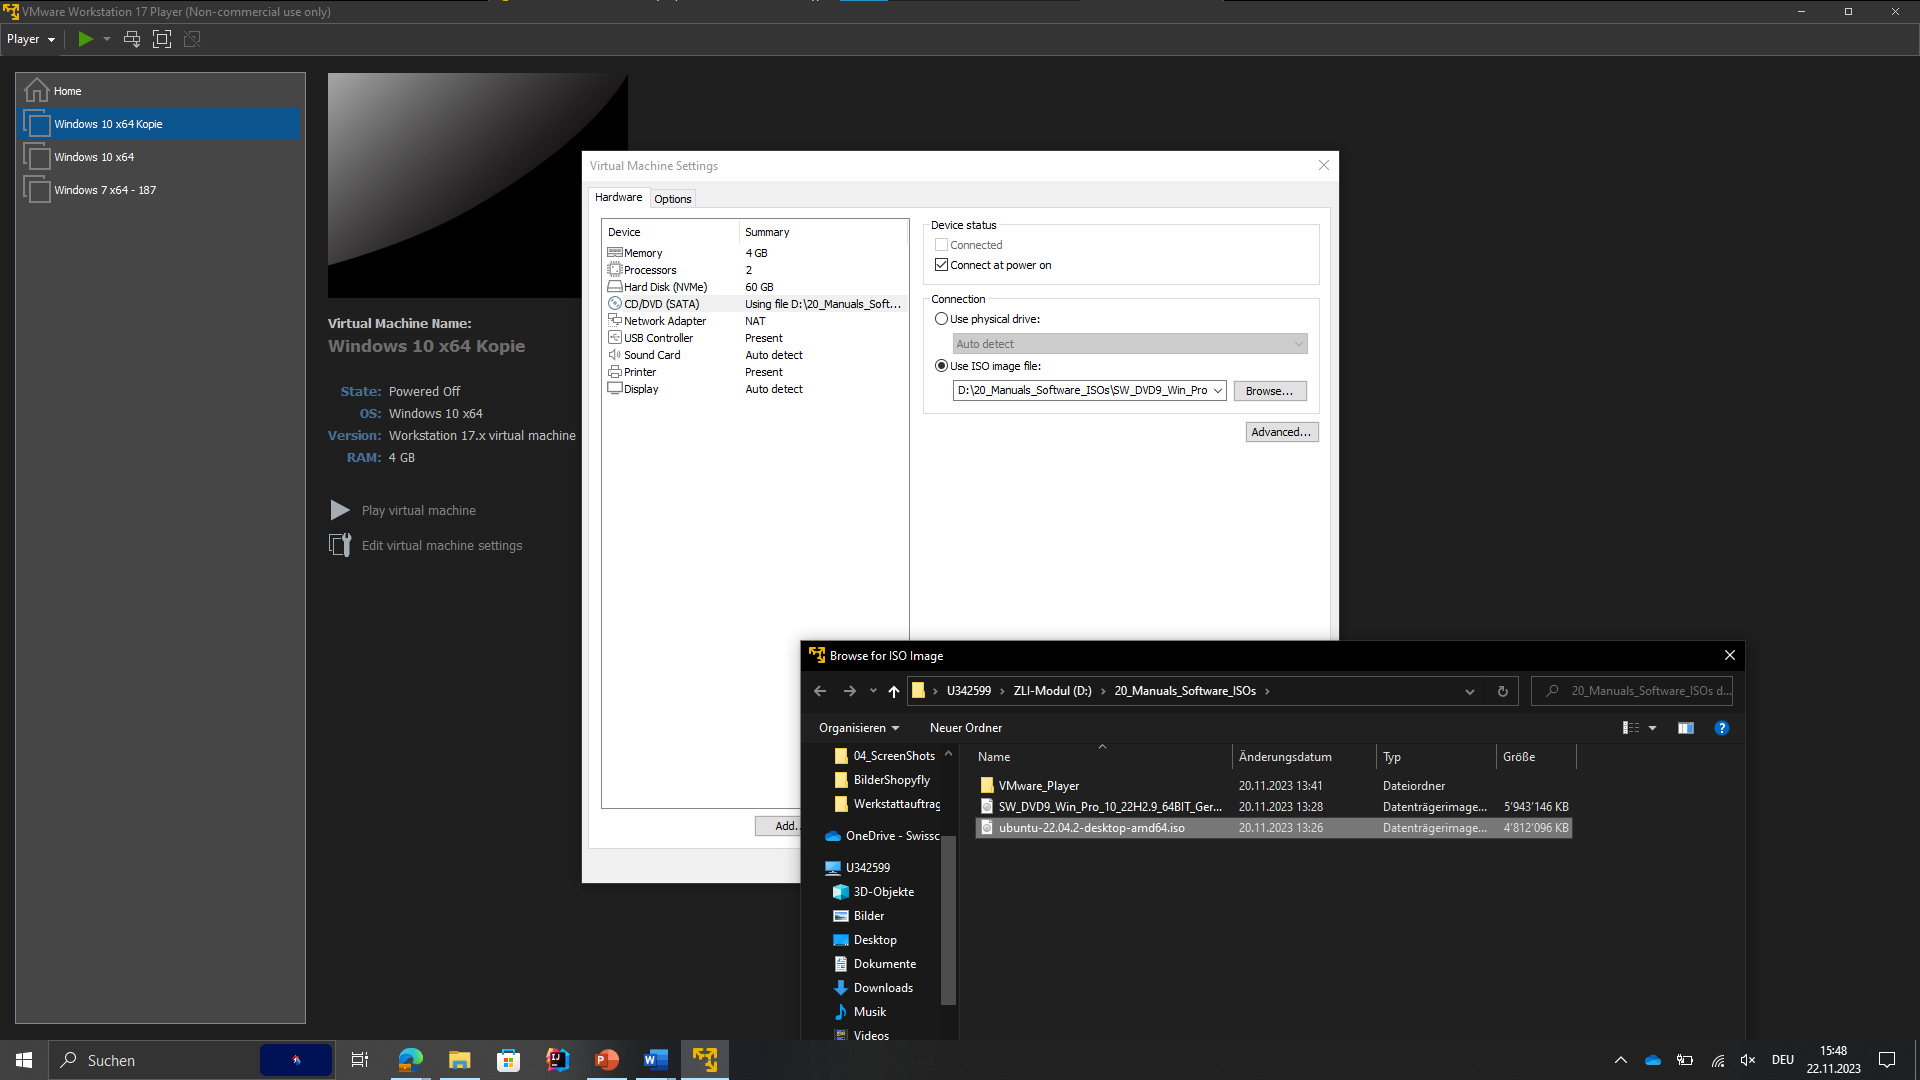 VMware Workstation 17 Player (Non-commercial use only)
Player
Home
Windows 10 x64 Kopie
Windows 10 x64
Windows 7 x64 - 187
Virtual Machine Name:
Windows 10 x64 Kopie
State: Powered Off
OS: Windows 10 x64
Version: Workstation 17.x virtual machine
RAM: 4 GB
Play virtual machine
Edit virtual machine settings
Virtual Machine Settings
Hardware Options
Device Summary
Memory 4 GB
Processors 2
Hard Disk (NVMe) 60 GB
CD/DVD (SATA) Using file D:\20_Manuals_Soft...
Network Adapter NAT
USB Controller Present
Sound Card Auto detect
Printer Present
Display Auto detect
Add..
Device status
Connected
Connect at power on
Connection
Use physical drive:
Auto detect
Use ISO image file:
D:\20_Manuals_Software_ISOs\SW_DVD9_Win_Pro Browse...
Advanced...
Browse for ISO Image
U342599 ZLI-Modul (D:) 20_Manuals_Software_ISOs
20_Manuals_Software_ISOs d...
Organisieren Neuer Ordner
04_ScreenShots
BilderShopyfly
Werkstattauftrag
OneDrive - Swissc
U342599
3D-Objekte
Bilder
Desktop
Dokumente
Downloads
Musik
Videos
Name Änderungsdatum Typ Größe
VMware_Player 20.11.2023 13:41 Dateiordner
SW_DVD9_Win_Pro_10_22H2.9_64BIT_Ger... 20.11.2023 13:28 Datenträgerimage... 5'943'146 KB
ubuntu-22.04.2-desktop-amd64.iso 20.11.2023 13:26 Datenträgerimage... 4'812'096 KB
Suchen
DEU
15:48
22.11.2023